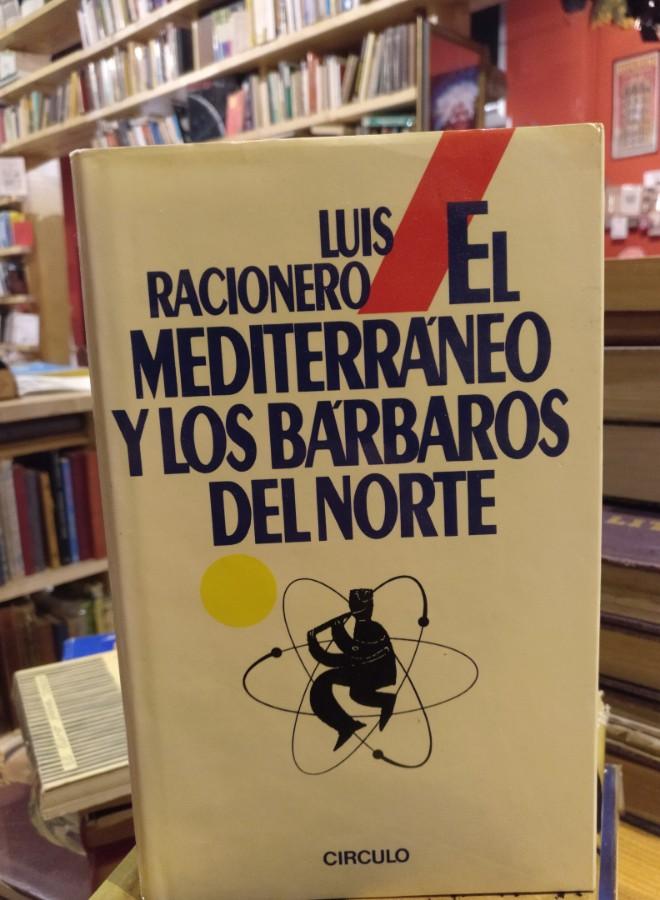 LUIS
RACIONERO
EL
MEDITERRÁNEO
Y LOS BÁRBAROS
DEL NORTE
CIRCULO